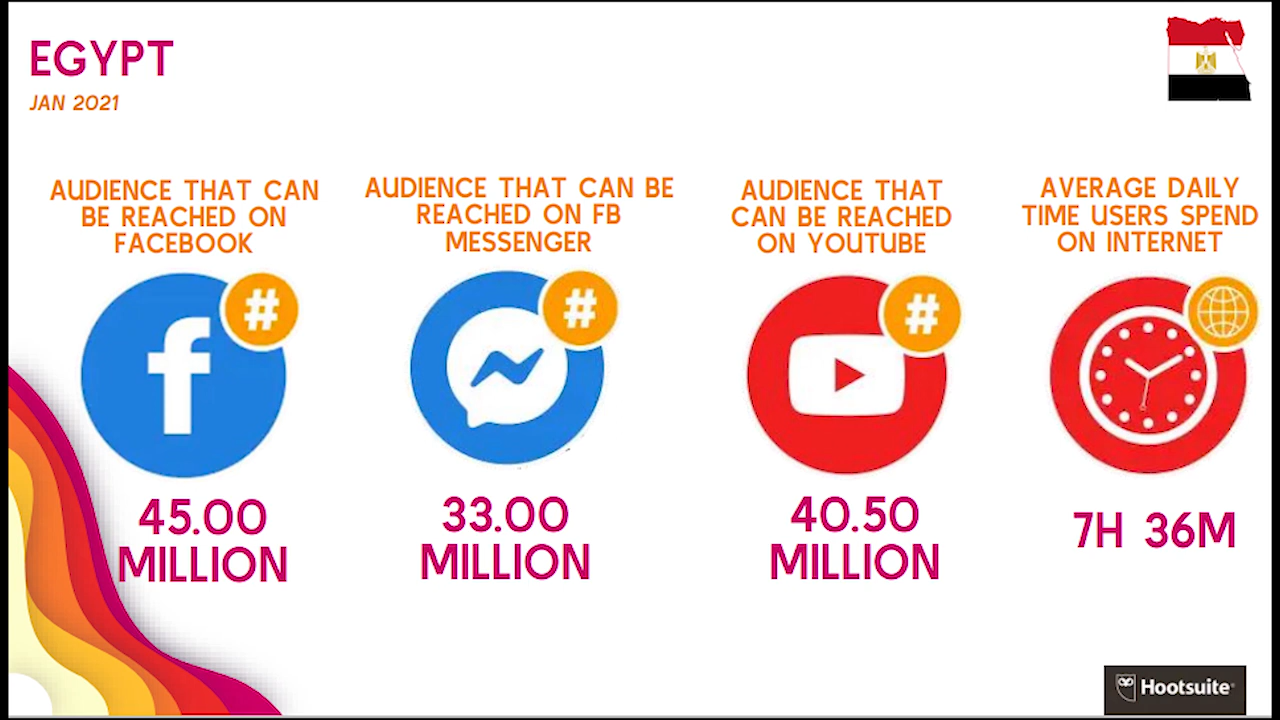 EGYPT
JAN 2021
AUDIENCE THAT CAN
BE REACHED ON
FACEBOOK
#
45.00
MILLION
AUDIENCE THAT CAN BE
REACHED ON FB
MESSENGER
#
33.00
MILLION
AUDIENCE THAT
CAN BE REACHED
ON YOUTUBE
#
40.50
MILLION
AVERAGE DAILY
TIME USERS SPEND
ON INTERNET
7H 36M
Hootsuite®